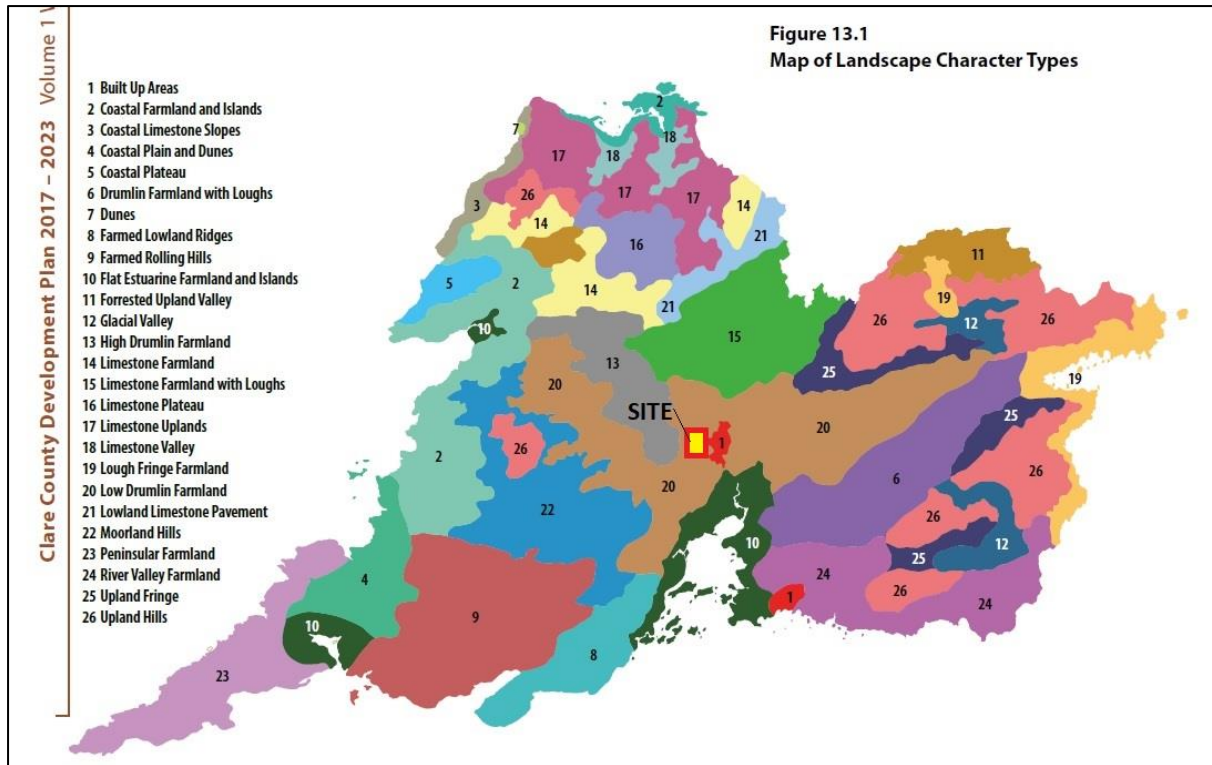 Clare County Development Plan 2017 – 2023 Volume 1
Figure 13.1
Map of Landscape Character Types
1 Built Up Areas
2 Coastal Farmland and Islands
3 Coastal Limestone Slopes
4 Coastal Plain and Dunes
5 Coastal Plateau
6 Drumlin Farmland with Loughs
7 Dunes
8 Farmed Lowland Ridges
9 Farmed Rolling Hills
10 Flat Estuarine Farmland and Islands
11 Forrested Upland Valley
12 Glacial Valley
13 High Drumlin Farmland
14 Limestone Farmland
15 Limestone Farmland with Loughs
16 Limestone Plateau
17 Limestone Uplands
18 Limestone Valley
19 Lough Fringe Farmland
20 Low Drumlin Farmland
21 Lowland Limestone Pavement
22 Moorland Hills
23 Peninsular Farmland
24 River Valley Farmland
25 Upland Fringe
26 Upland Hills
2
7
18
17
18
26
17
17
3
14
14
21
16
11
5
2
14
21
19
26
12
26
10
15
13
25
19
20
SITE
1
20
25
2
26
20
6
26
22
10
26
12
25
4
24
1
26
24
9
10
8
23